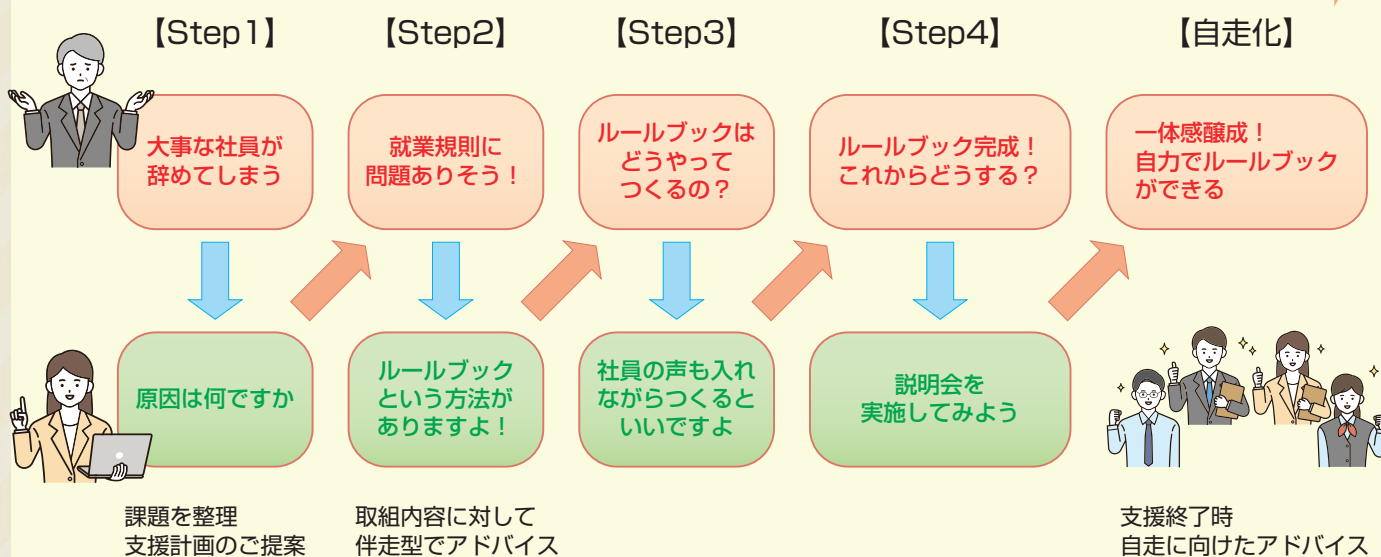 【Step1】
【Step2】
【Step3】
【Step4】
【自走化】
大事な社員が
辞めてしまう
就業規則に
問題ありそう！
ルールブックは
どうやって
つくるの？
ルールブック完成！
これからどうする？
一体感醸成！
自力でルールブック
ができる
原因は何ですか
ルールブック
という方法が
ありますよ！
社員の声も入れ
ながらつくると
いいですよ
説明会を
実施してみよう
課題を整理
支援計画のご提案
取組内容に対して
伴走型でアドバイス
支援終了時
自走に向けたアドバイス